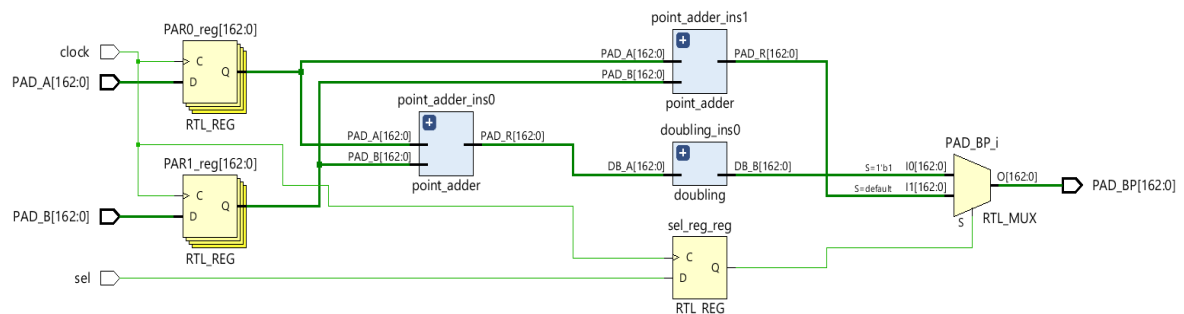 clock
PAD_A[162:0]
PAR0_reg[162:0]
C
D
Q
RTL_REG
PAR1_reg[162:0]
C
D
Q
RTL_REG
PAD_B[162:0]
sel
point_adder_ins0
PAD_A[162:0]
PAD_B[162:0]
+
PAD_R[162:0]
point_adder
point_adder_ins1
PAD_A[162:0]
PAD_B[162:0]
+
PAD_R[162:0]
point_adder
doubling_ins0
DB_A[162:0]
+
DB_B[162:0]
doubling
sel_reg_reg
C
D
Q
RTL_REG
PAD_BP_i
S=1'b1
I0[162:0]
S=default
I1[162:0]
O[162:0]
S
RTL_MUX
PAD_BP[162:0]